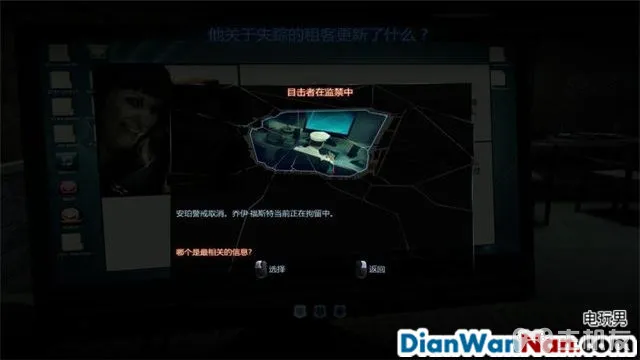 他关于失踪的租客更新了什么？
目击者在监禁中
安珀警戒取消，乔伊·福斯特当前正在拘留中。
哪个是最相关的信息?
选择
返回
电玩男
DianWanNan.com